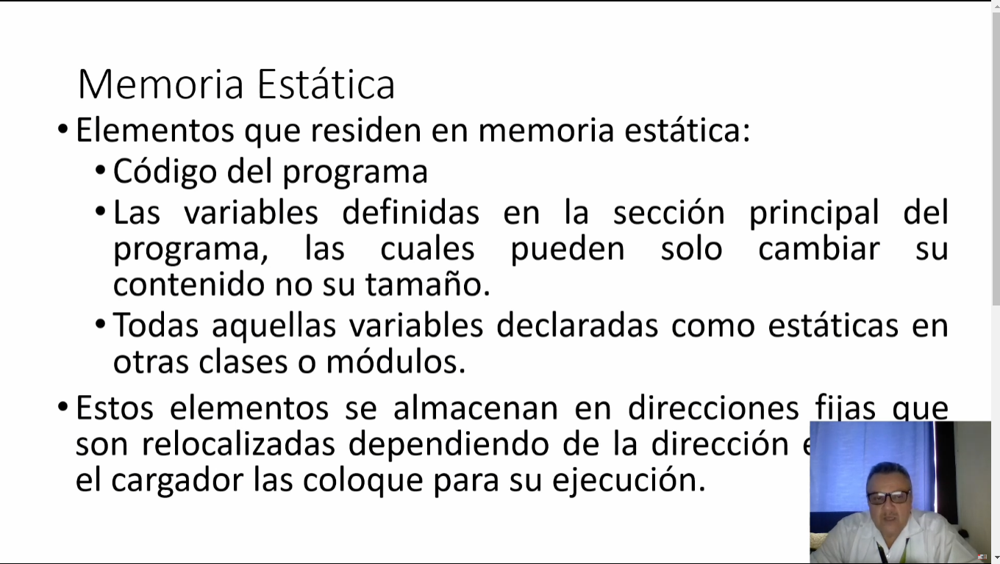 Memoria Estática
• Elementos que residen en memoria estática:
• Código del programa
• Las variables definidas en la sección principal del
programa, las cuales pueden solo cambiar su
contenido no su tamaño.
• Todas aquellas variables declaradas como estáticas en
otras clases o módulos.
• Estos elementos se almacenan en direcciones fijas que
son relocalizadas dependiendo de la dirección
el cargador las coloque para su ejecución.